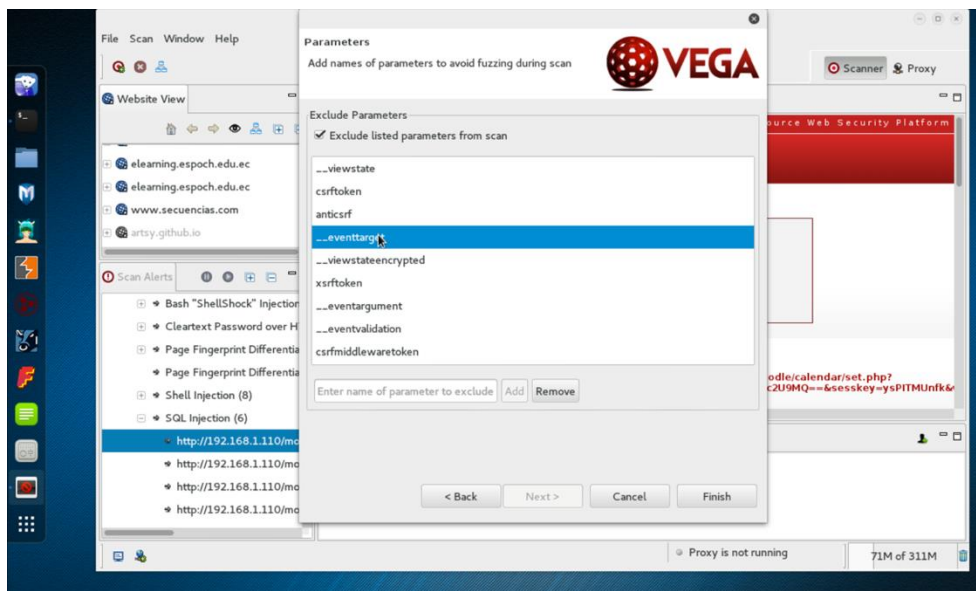 File Scan Window Help
Website View
elearning.espoch.edu.ec
elearning.espoch.edu.ec
www.secuencias.com
artsy.github.io
Scan Alerts
Bash "ShellShock" Injection
Cleartext Password over H
Page Fingerprint Differentia
Page Fingerprint Differentia
Shell Injection (8)
SQL Injection (6)
http://192.168.1.110/mo
http://192.168.1.110/mo
http://192.168.1.110/mo
http://192.168.1.110/mo
Parameters
Add names of parameters to avoid fuzzing during scan
VEGA
Exclude Parameters
Exclude listed parameters from scan
__viewstate
csrftoken
anticsrf
__eventtarget
__viewstateencrypted
xsrftoken
__eventargument
__eventvalidation
csrfmiddlewaretoken
Enter name of parameter to exclude Add Remove
< Back Next > Cancel Finish
Scanner Proxy
ource Web Security Platform
odle/calendar/set.php?
c2U9MQ==&sesskey=ysPITMUnfk&
Proxy is not running
71M of 311M